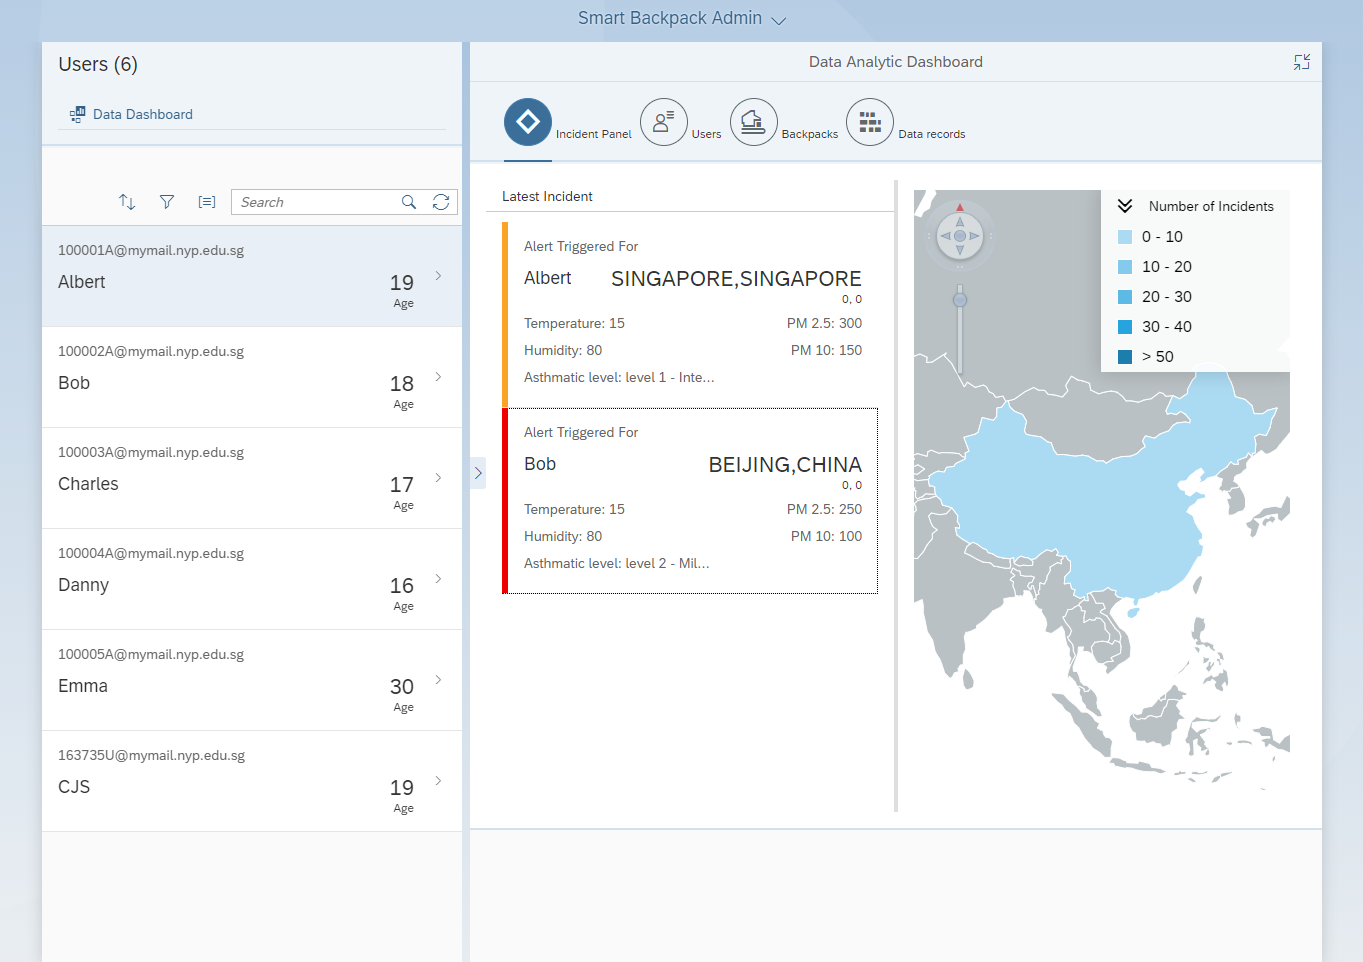 Smart Backpack Admin
Users (6)
Data Dashboard
Search
100001A@mymail.nyp.edu.sg
Albert
19
Age
100002A@mymail.nyp.edu.sg
Bob
18
Age
100003A@mymail.nyp.edu.sg
Charles
17
Age
100004A@mymail.nyp.edu.sg
Danny
16
Age
100005A@mymail.nyp.edu.sg
Emma
30
Age
163735U@mymail.nyp.edu.sg
CJS
19
Age
Data Analytic Dashboard
Incident Panel
Users
Backpacks
Data records
Latest Incident
Alert Triggered For
Albert SINGAPORE,SINGAPORE
0, 0
Temperature: 15 PM 2.5: 300
Humidity: 80 PM 10: 150
Asthmatic level: level 1 - Inte...
Alert Triggered For
Bob BEIJING,CHINA
0, 0
Temperature: 15 PM 2.5: 250
Humidity: 80 PM 10: 100
Asthmatic level: level 2 - Mil...
Number of Incidents
0 - 10
10 - 20
20 - 30
30 - 40
> 50